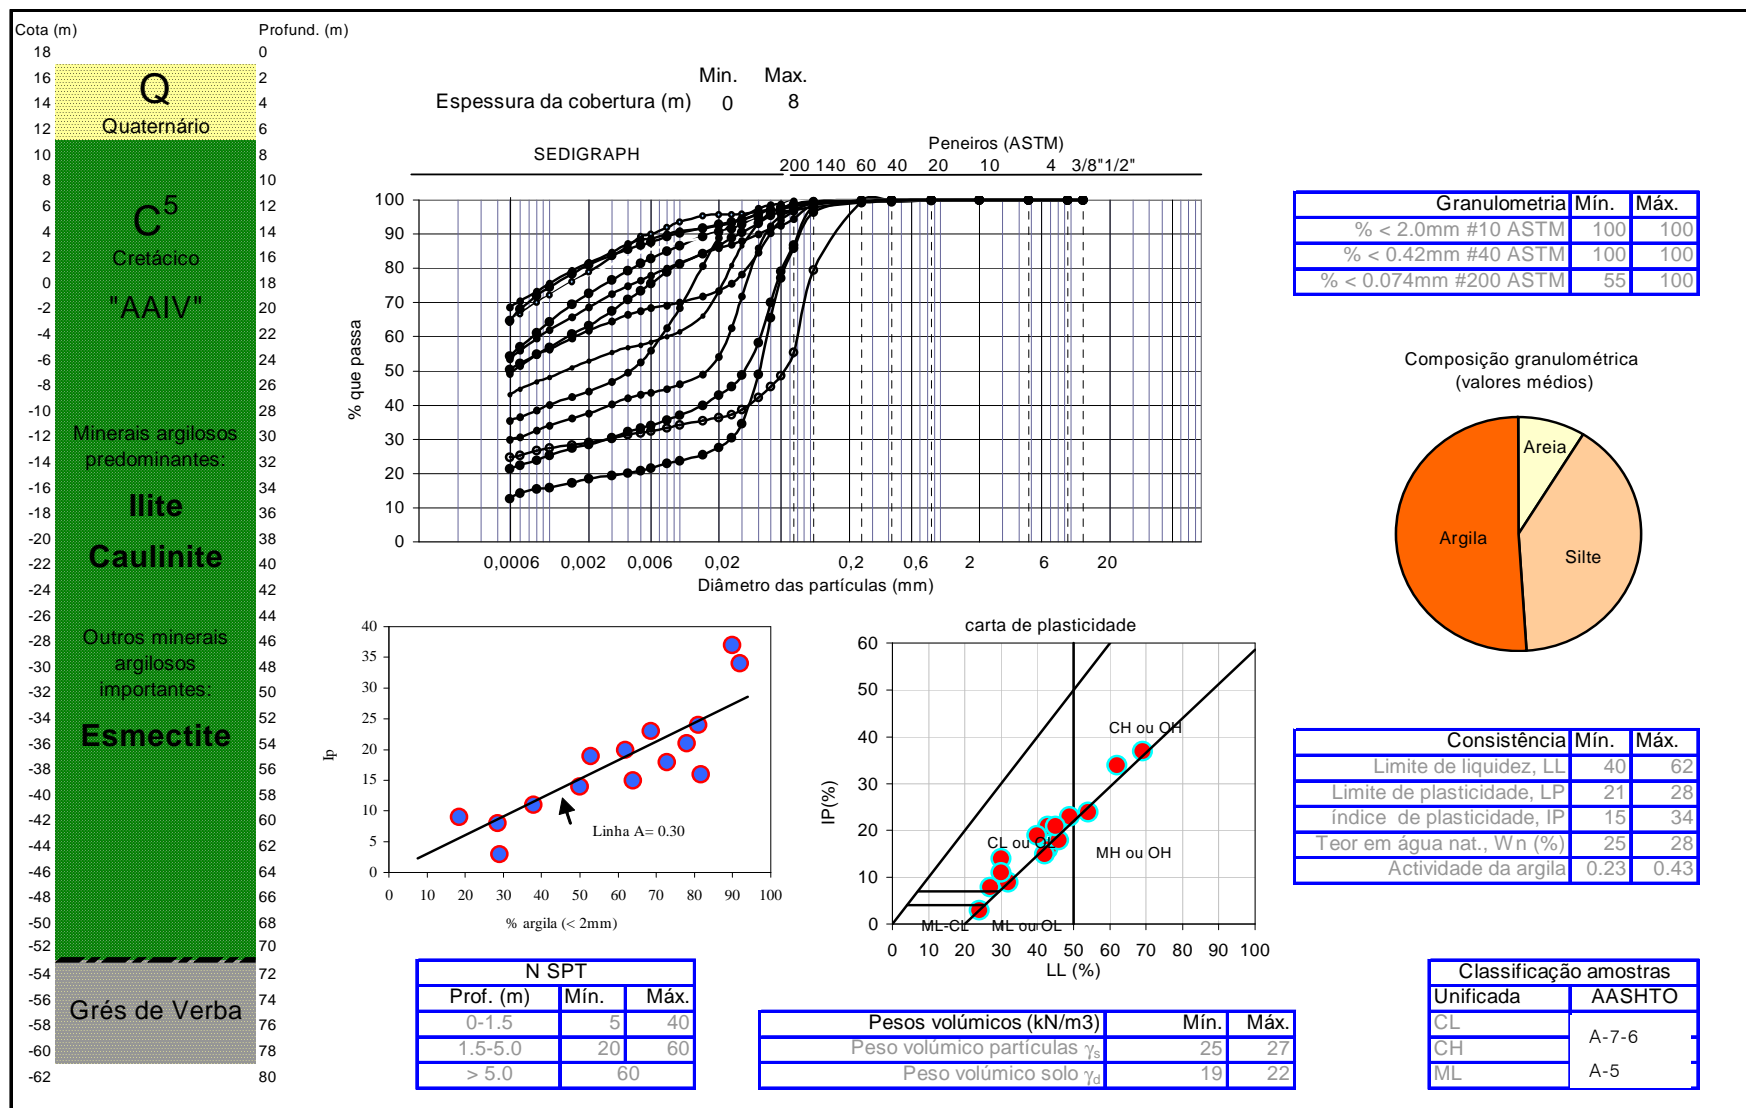 Cota (m) Profund. (m)
18 0
16 2
14 4
12 6
10 8
8 10
6 12
4 14
2 16
0 18
-2 20
-4 22
-6 24
-8 26
-10 28
-12 30
-14 32
-16 34
-18 36
-20 38
-22 40
-24 42
-26 44
-28 46
-30 48
-32 50
-34 52
-36 54
-38 56
-40 58
-42 60
-44 62
-46 64
-48 66
-50 68
-52 70
-54 72
-56 74
-58 76
-60 78
-62 80
Q
Quaternário
C5
Cretácico
"AAIV"
Minerais argilosos
predominantes:
Ilite
Caulinite
Outros minerais
argilosos
importantes:
Esmectite
Grés de Verba
Min. Max.
Espessura da cobertura (m) 0 8
SEDIGRAPH
Peneiros (ASTM)
200 140 60 40 20 10 4 3/8" 1/2"
% que passa
100
90
80
70
60
50
40
30
20
10
0
0,0006 0,002 0,006 0,02 0,2 0,6 2 6 20
Diâmetro das partículas (mm)
Granulometria Mín. Máx.
% < 2.0mm #10 ASTM 100 100
% < 0.42mm #40 ASTM 100 100
% < 0.074mm #200 ASTM 55 100
Composição granulométrica
(valores médios)
Areia
Argila
Silte
Ip
40
35
30
25
20
15
10
5
0
Linha A= 0.30
0 10 20 30 40 50 60 70 80 90 100
% argila (< 2mm)
carta de plasticidade
IP(%)
60
50
40
30
20
10
0
CH ou OH
CL ou OL
MH ou OH
ML-CL
ML ou OL
0 10 20 30 40 50 60 70 80 90 100
LL (%)
Consistência Mín. Máx.
Limite de liquidez, LL 40 62
Limite de plasticidade, LP 21 28
índice de plasticidade, IP 15 34
Teor em água nat., Wn (%) 25 28
Actividade da argila 0.23 0.43
N SPT
Prof. (m) Mín. Máx.
0-1.5 5 40
1.5-5.0 20 60
> 5.0 60
Pesos volúmicos (kN/m3) Mín. Máx.
Peso volúmico partículas γs 25 27
Peso volúmico solo γd 19 22
Classificação amostras
Unificada AASHTO
CL
CH
ML
A-7-6
A-5